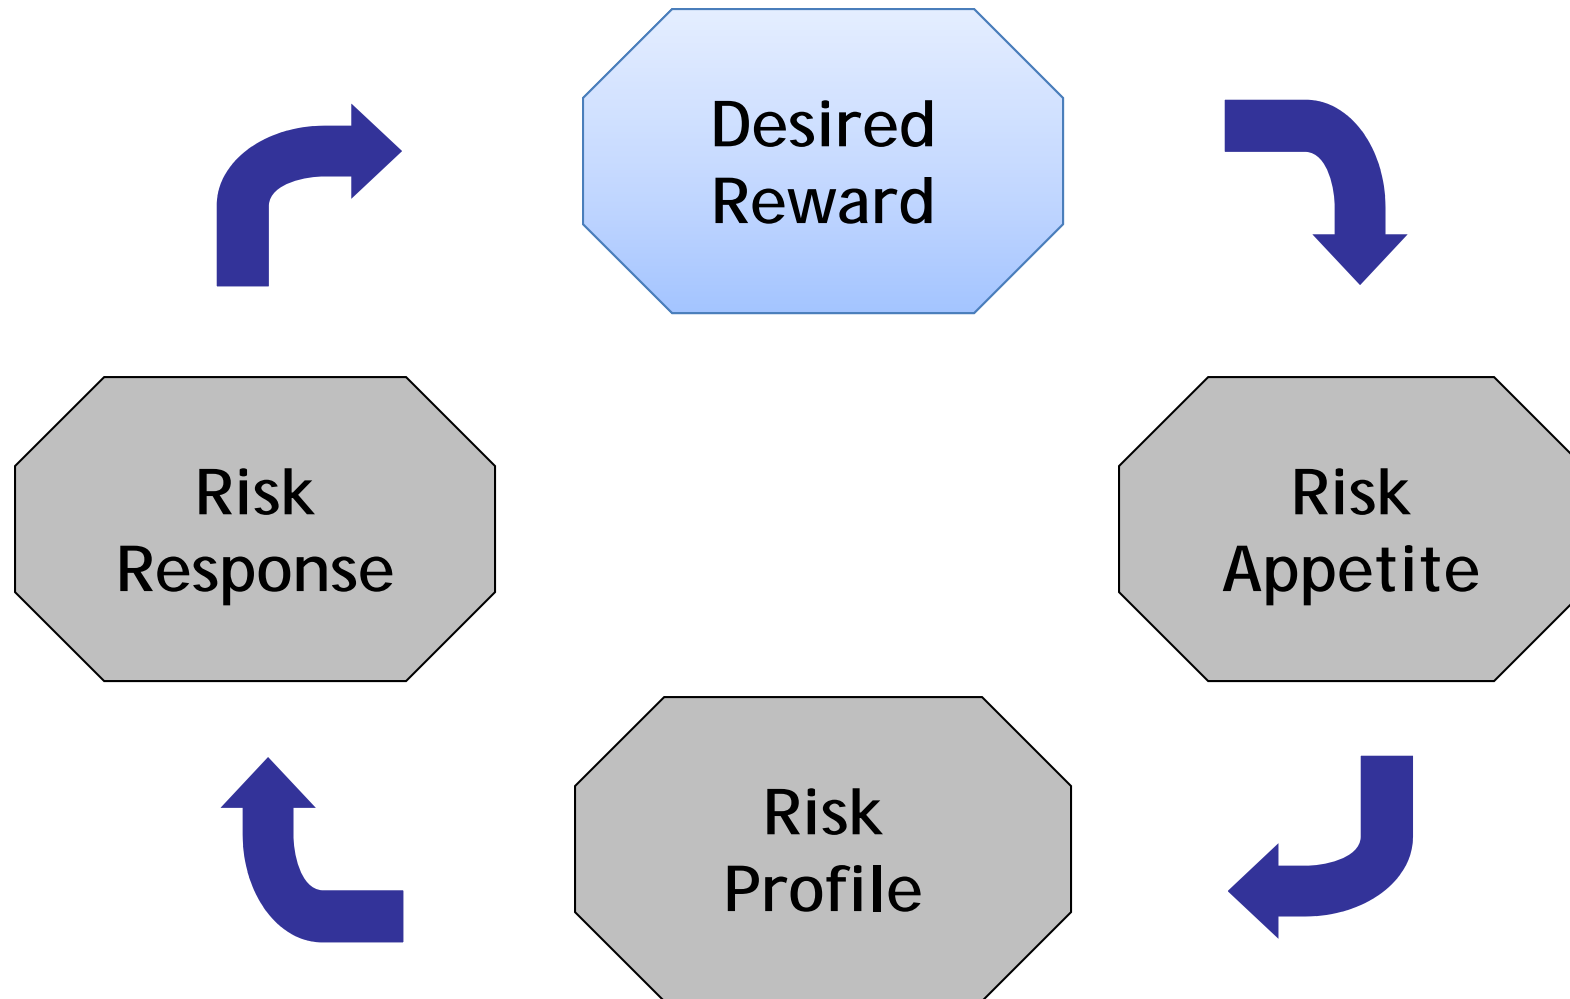 Desired
Reward
Risk
Appetite
Risk
Profile
Risk
Response